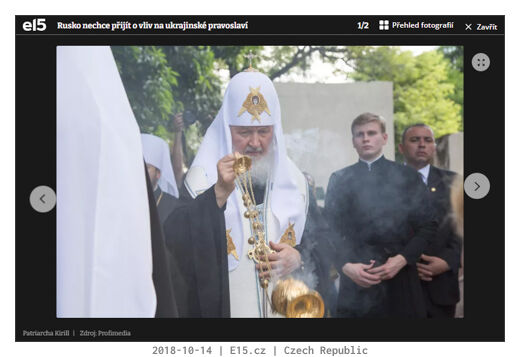 e15 Rusko nechce přijít o vliv na ukrajinské pravoslaví 1/2 Přehled fotografií Zavřít
Patriarcha Kirill | Zdroj: Profimedia
2018-10-14 | E15.cz | Czech Republic